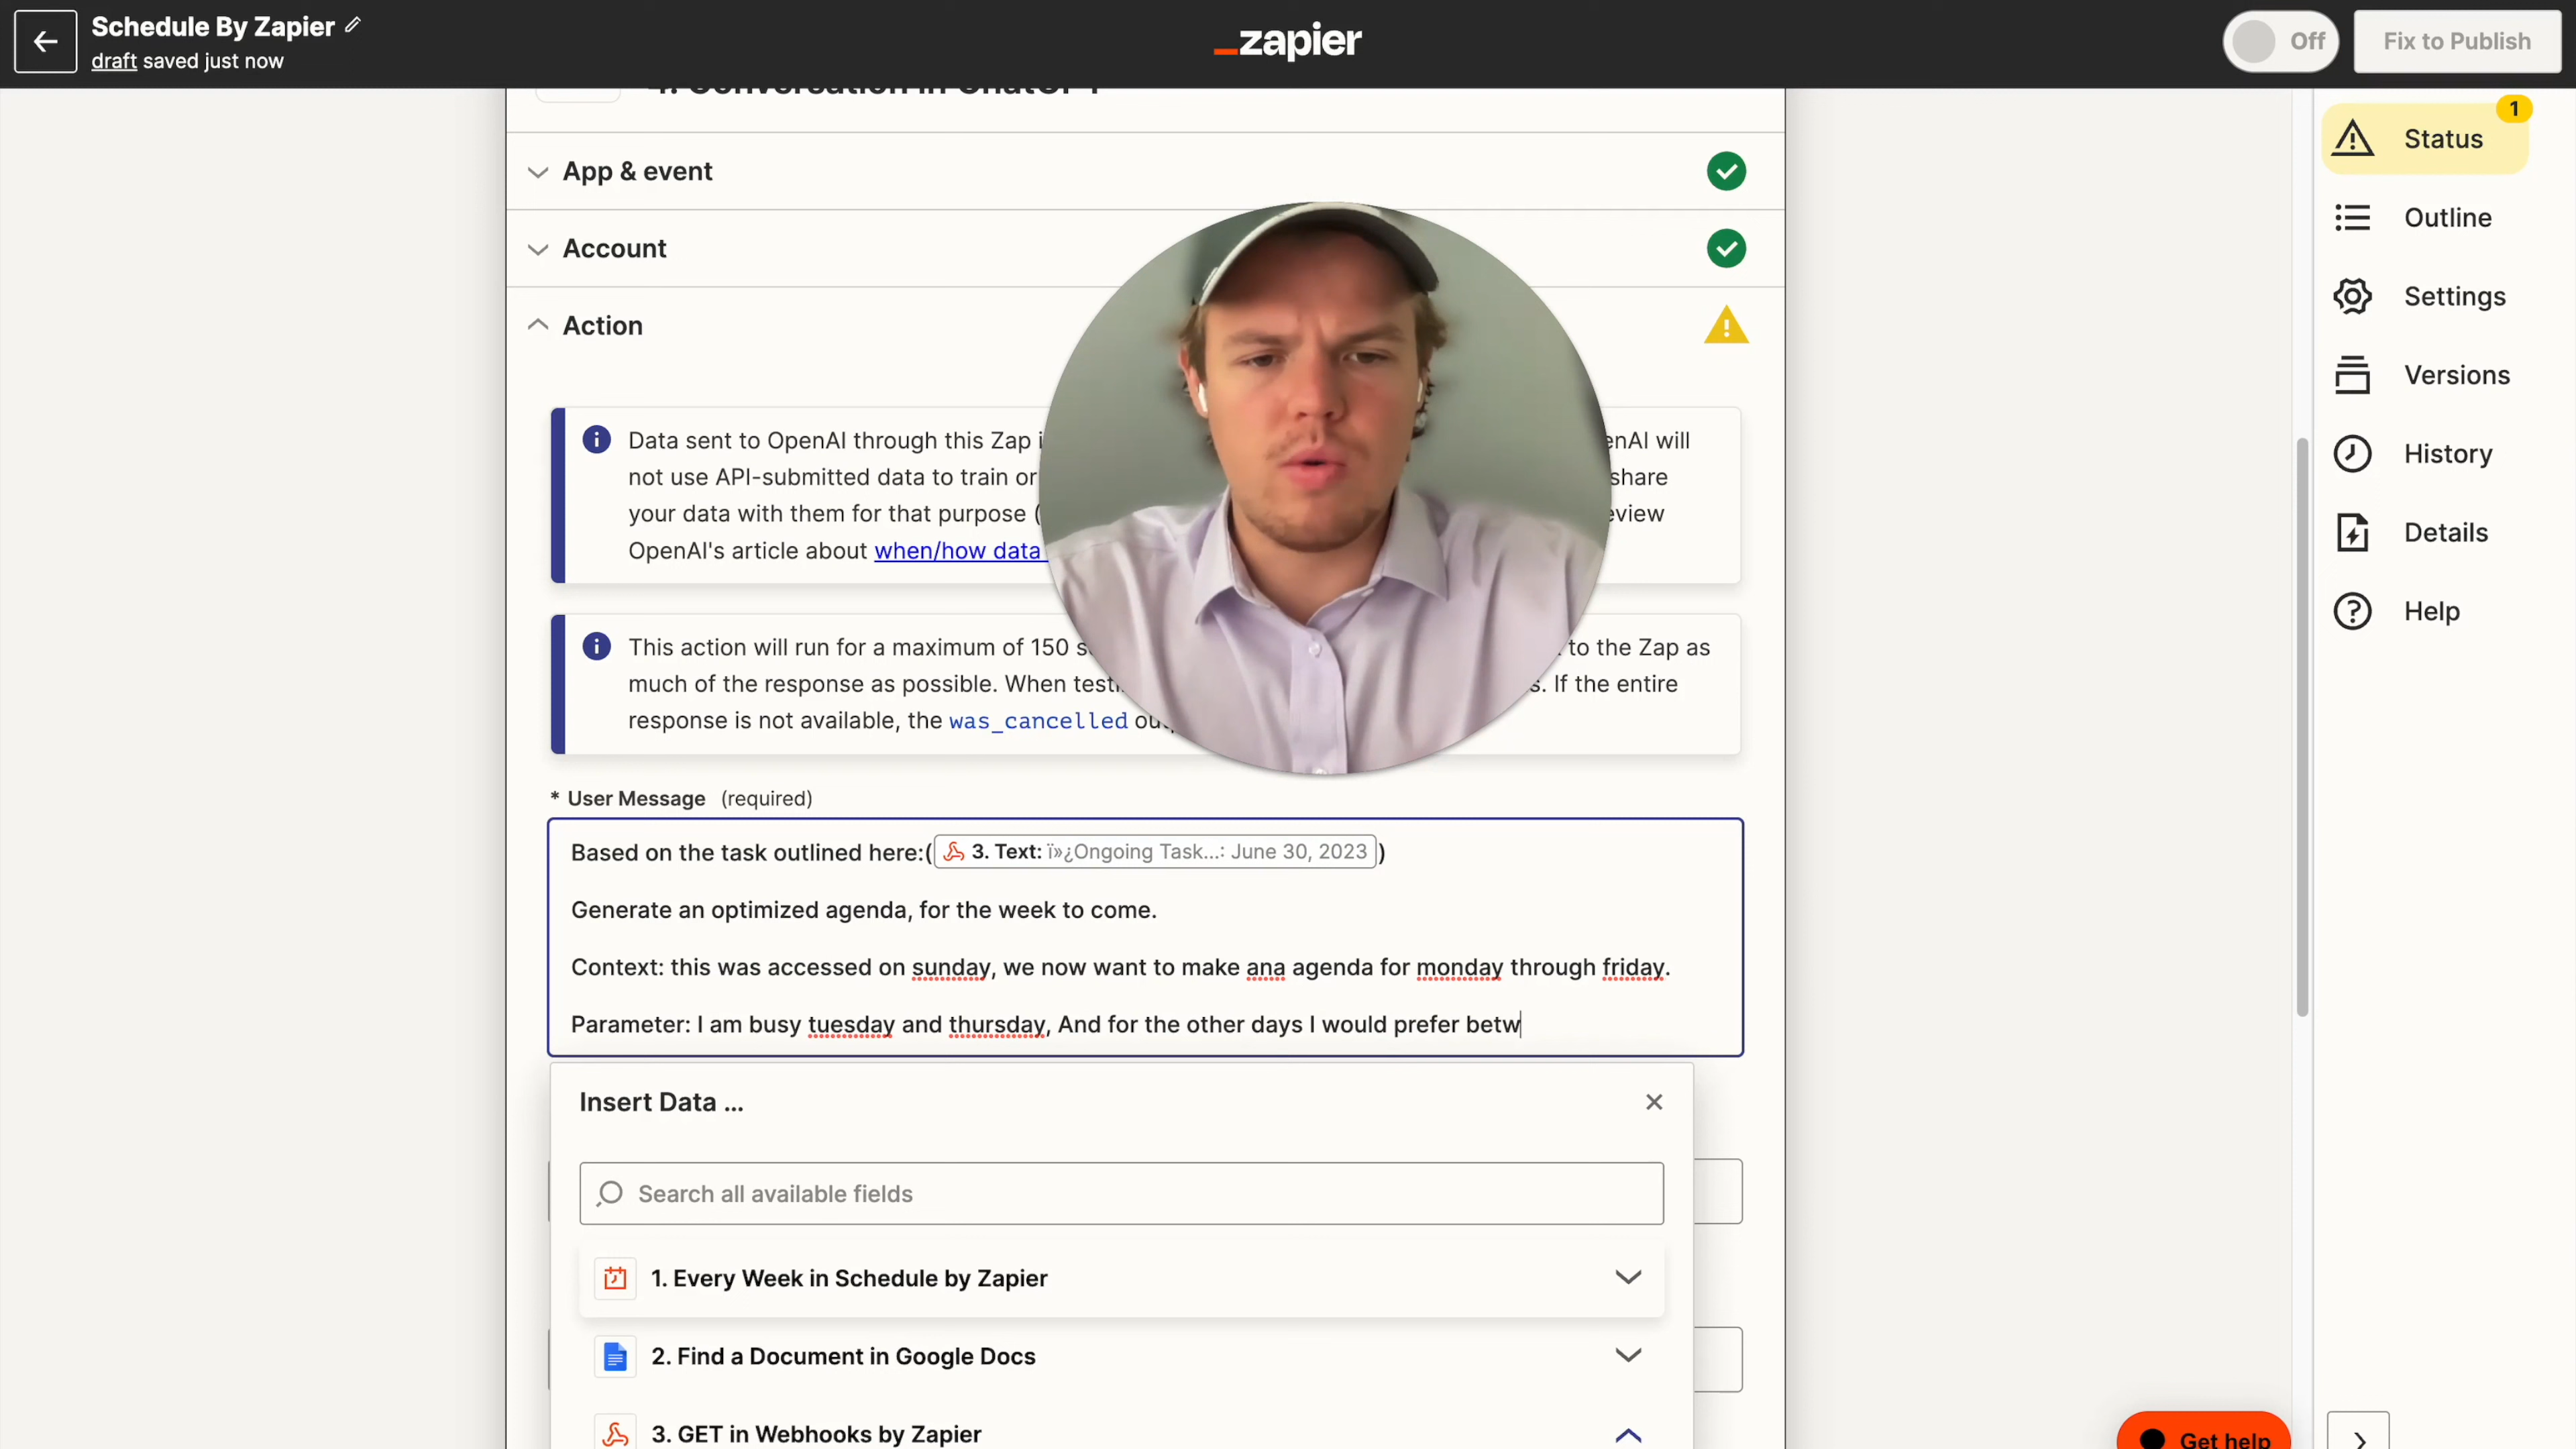 Schedule By Zapier
draft saved just now
zapier
Off
Fix to Publish
4. Conversation in ChatGPT
App & event
Account
Action
Data sent to OpenAI through this Zap i
enAI will
not use API-submitted data to train or
share
your data with them for that purpose (
eview
OpenAI's article about when/how data
This action will run for a maximum of 150 s
to the Zap as
much of the response as possible. When testi
s. If the entire
response is not available, the was_cancelled ou
* User Message (required)
Based on the task outlined here:( 3. Text: ï»¿Ongoing Task...: June 30, 2023 )
Generate an optimized agenda, for the week to come.
Context: this was accessed on sunday, we now want to make ana agenda for monday through friday.
Parameter: I am busy tuesday and thursday, And for the other days I would prefer betw
Insert Data ...
Search all available fields
1. Every Week in Schedule by Zapier
2. Find a Document in Google Docs
3. GET in Webhooks by Zapier
1
Status
Outline
Settings
Versions
History
Details
Help
Get help